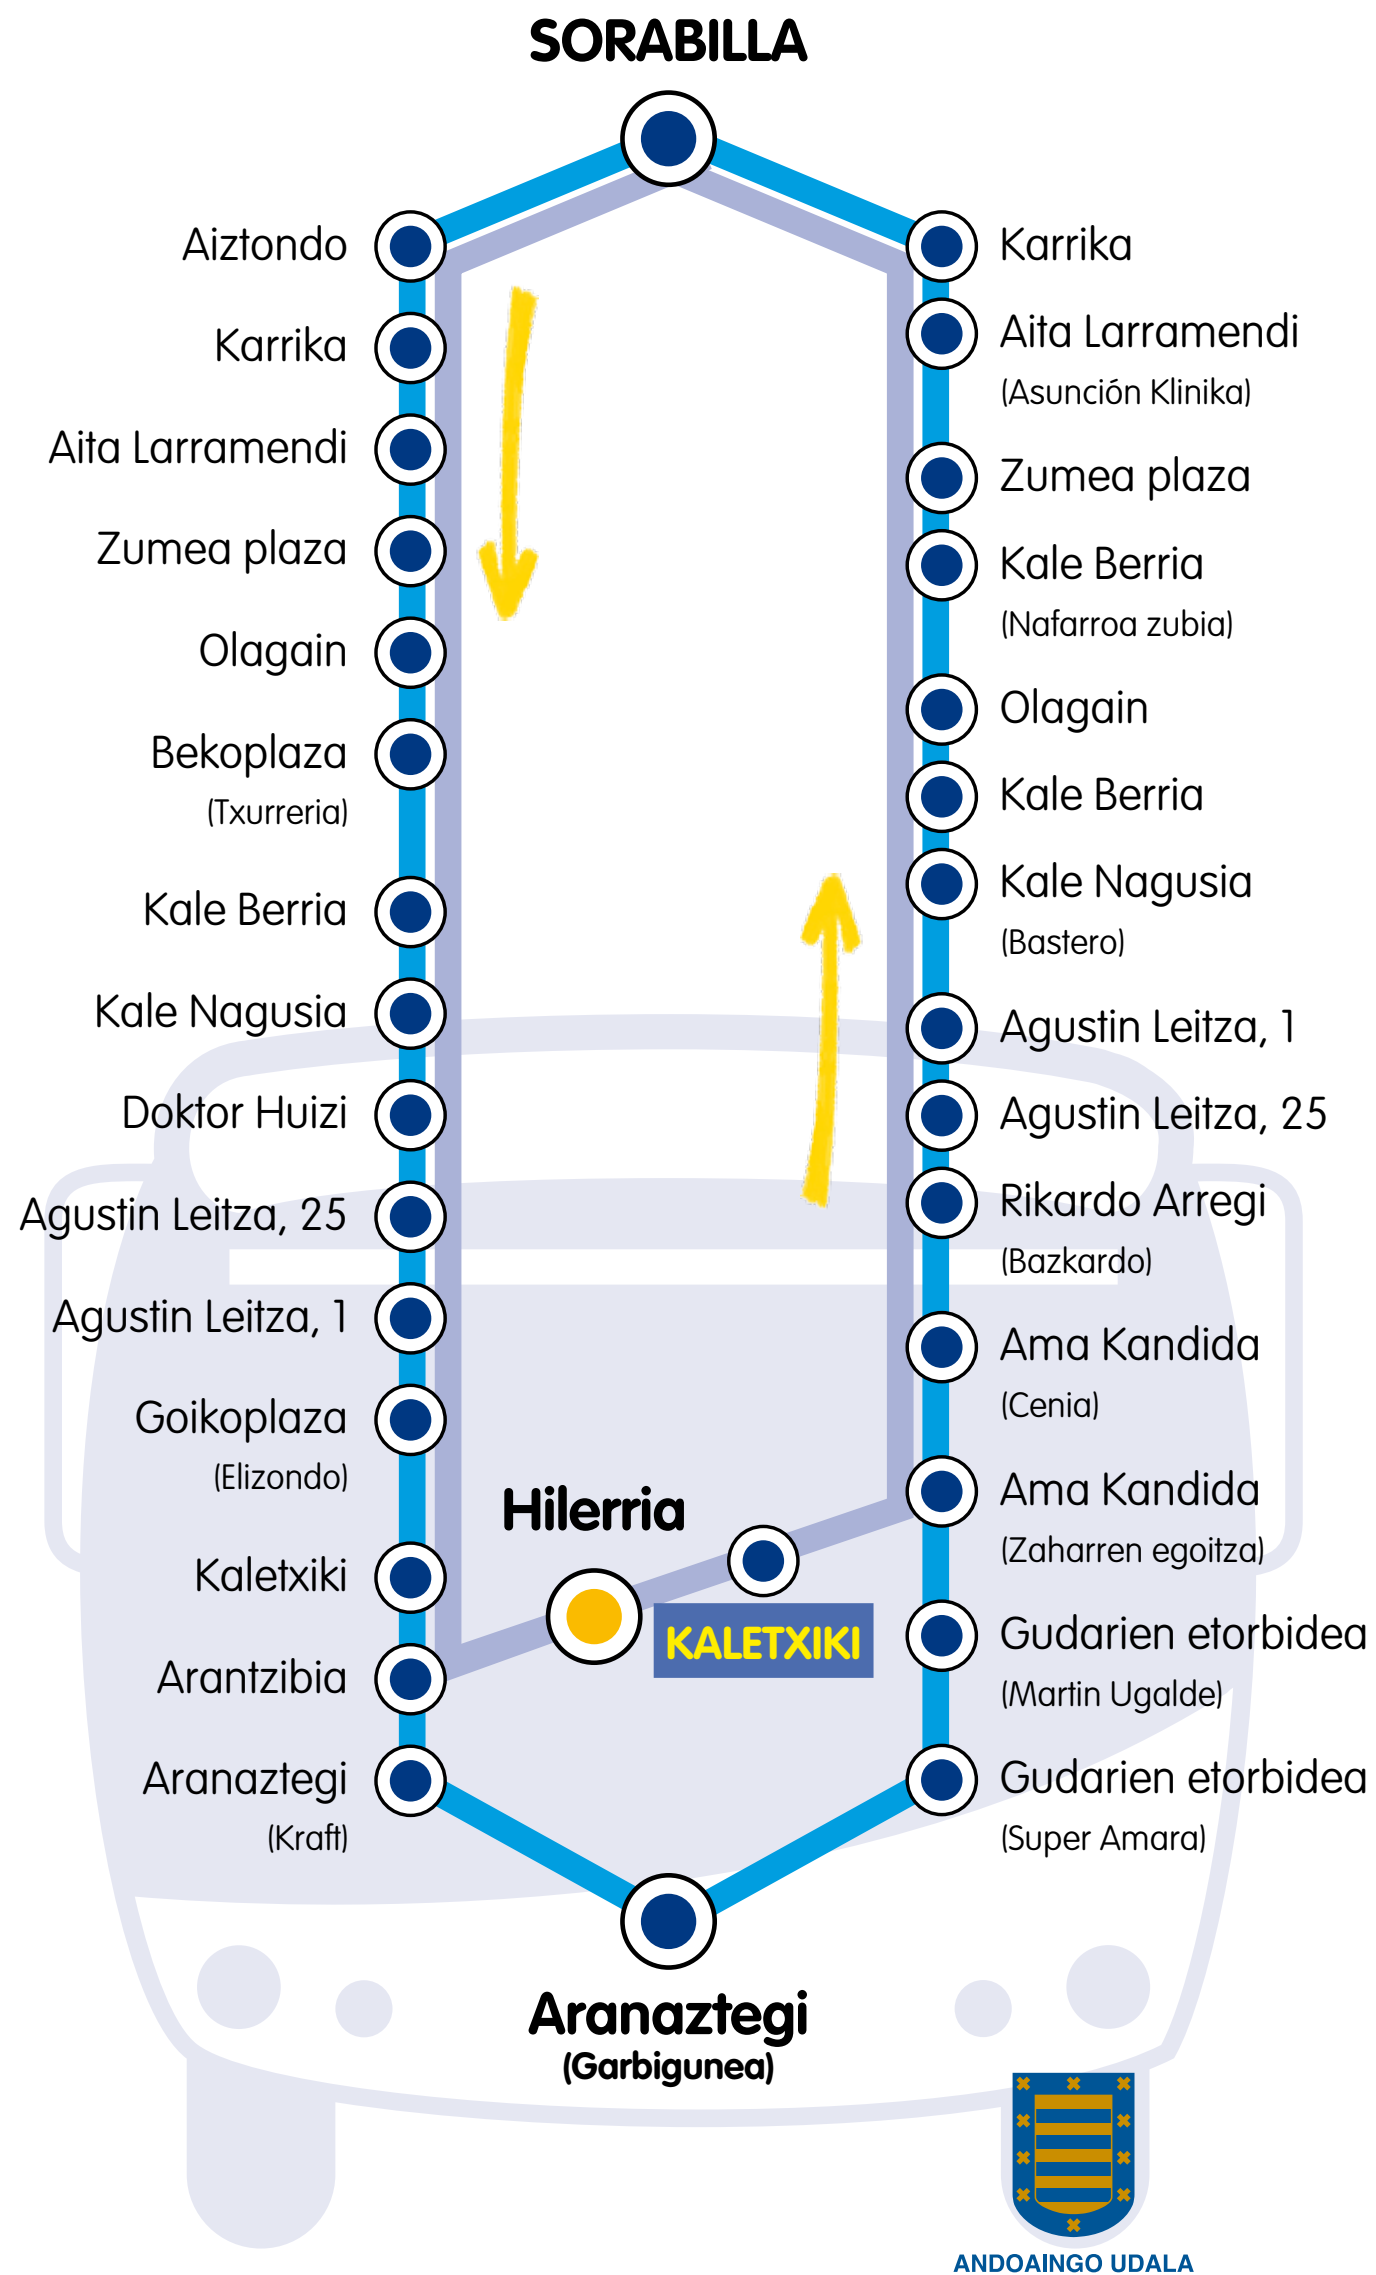 SORABILLA
Aiztondo
Karrika
Aita Larramendi
Zumea plaza
Olagain
Bekoplaza
(Txurreria)
Kale Berria
Kale Nagusia
Doktor Huizi
Agustin Leitza, 25
Agustin Leitza, 1
Goikoplaza
(Elizondo)
Kaletxiki
Arantzibia
Aranaztegi
(Kraft)
Karrika
Aita Larramendi
(Asunción Klinika)
Zumea plaza
Kale Berria
(Nafarroa zubia)
Olagain
Kale Berria
Kale Nagusia
(Bastero)
Agustin Leitza, 1
Agustin Leitza, 25
Rikardo Arregi
(Bazkardo)
Ama Kandida
(Cenia)
Ama Kandida
(Zaharren egoitza)
Gudarien etorbidea
(Martin Ugalde)
Gudarien etorbidea
(Super Amara)
Hilerria
KALETXIKI
Aranaztegi
(Garbigunea)
ANDOAINGO UDALA